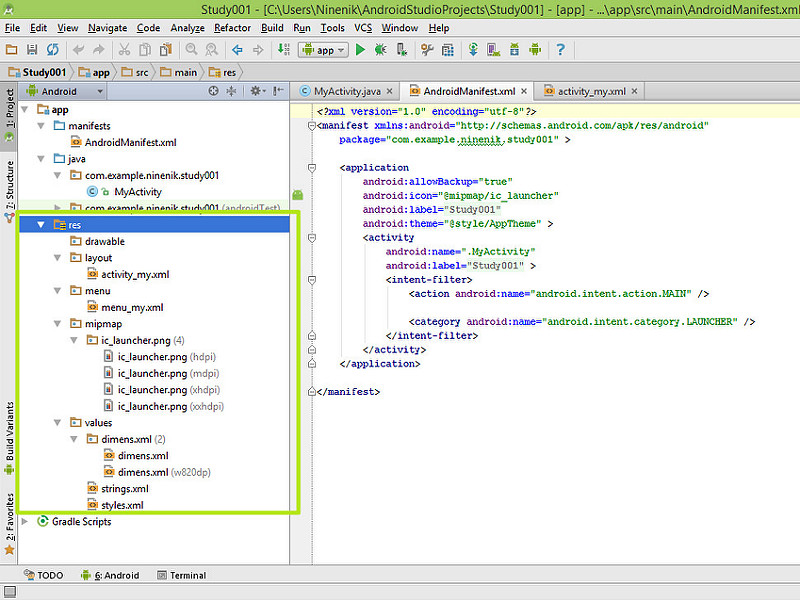 Study001 - [C:\Users\Ninenik\AndroidStudioProjects\Study001] - [app] - ...\app\src\main\AndroidManifest.xml
File Edit View Navigate Code Analyze Refactor Build Run Tools VCS Window Help
app
?
Study001 app src main res
Android
MyActivity.java AndroidManifest.xml activity_my.xml
1: Project
7: Structure
Build Variants
2: Favorites
app
manifests
AndroidManifest.xml
java
com.example.ninenik.study001
MyActivity
com.example.ninenik.study001 (androidTest)
res
drawable
layout
activity_my.xml
menu
menu_my.xml
mipmap
ic_launcher.png (4)
ic_launcher.png (hdpi)
ic_launcher.png (mdpi)
ic_launcher.png (xhdpi)
ic_launcher.png (xxhdpi)
values
dimens.xml (2)
dimens.xml
dimens.xml (w820dp)
strings.xml
styles.xml
Gradle Scripts
<?xml version="1.0" encoding="utf-8"?>
<manifest xmlns:android="http://schemas.android.com/apk/res/android"
package="com.example.ninenik.study001" >
<application
android:allowBackup="true"
android:icon="@mipmap/ic_launcher"
android:label="Study001"
android:theme="@style/AppTheme" >
<activity
android:name=".MyActivity"
android:label="Study001" >
<intent-filter>
<action android:name="android.intent.action.MAIN" />
<category android:name="android.intent.category.LAUNCHER" />
</intent-filter>
</activity>
</application>
</manifest>
TODO 6: Android Terminal